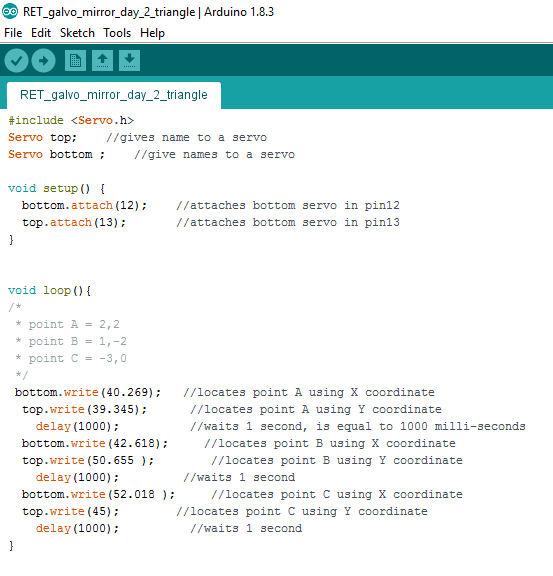 RET_galvo_mirror_day_2_triangle | Arduino 1.8.3
File Edit Sketch Tools Help
RET_galvo_mirror_day_2_triangle
#include <Servo.h>
Servo top;    //gives name to a servo
Servo bottom ;    //give names to a servo

void setup() {
  bottom.attach(12);    //attaches bottom servo in pin12
  top.attach(13);       //attaches bottom servo in pin13
}


void loop(){
/*
 * point A = 2,2
 * point B = 1,-2
 * point C = -3,0
 */
 bottom.write(40.269);   //locates point A using X coordinate
  top.write(39.345);      //locates point A using Y coordinate
    delay(1000);          //waits 1 second, is equal to 1000 milli-seconds
  bottom.write(42.618);     //locates point B using X coordinate
  top.write(50.655 );        //locates point B using Y coordinate
    delay(1000);         //waits 1 second
  bottom.write(52.018 );     //locates point C using X coordinate
  top.write(45);        //locates point C using Y coordinate
    delay(1000);          //waits 1 second
}